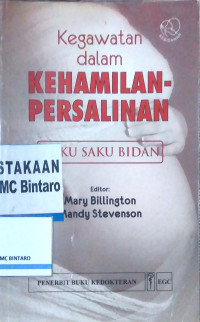 Kegawatan
dalam
KEHAMILAN-
PERSALINAN
KU SAKU BIDAN
STAKAAN
MC Bintaro
MC BINTARO
Editor:
Mary Billington
Mandy Stevenson
PENERBIT BUKU KEDOKTERAN EGC